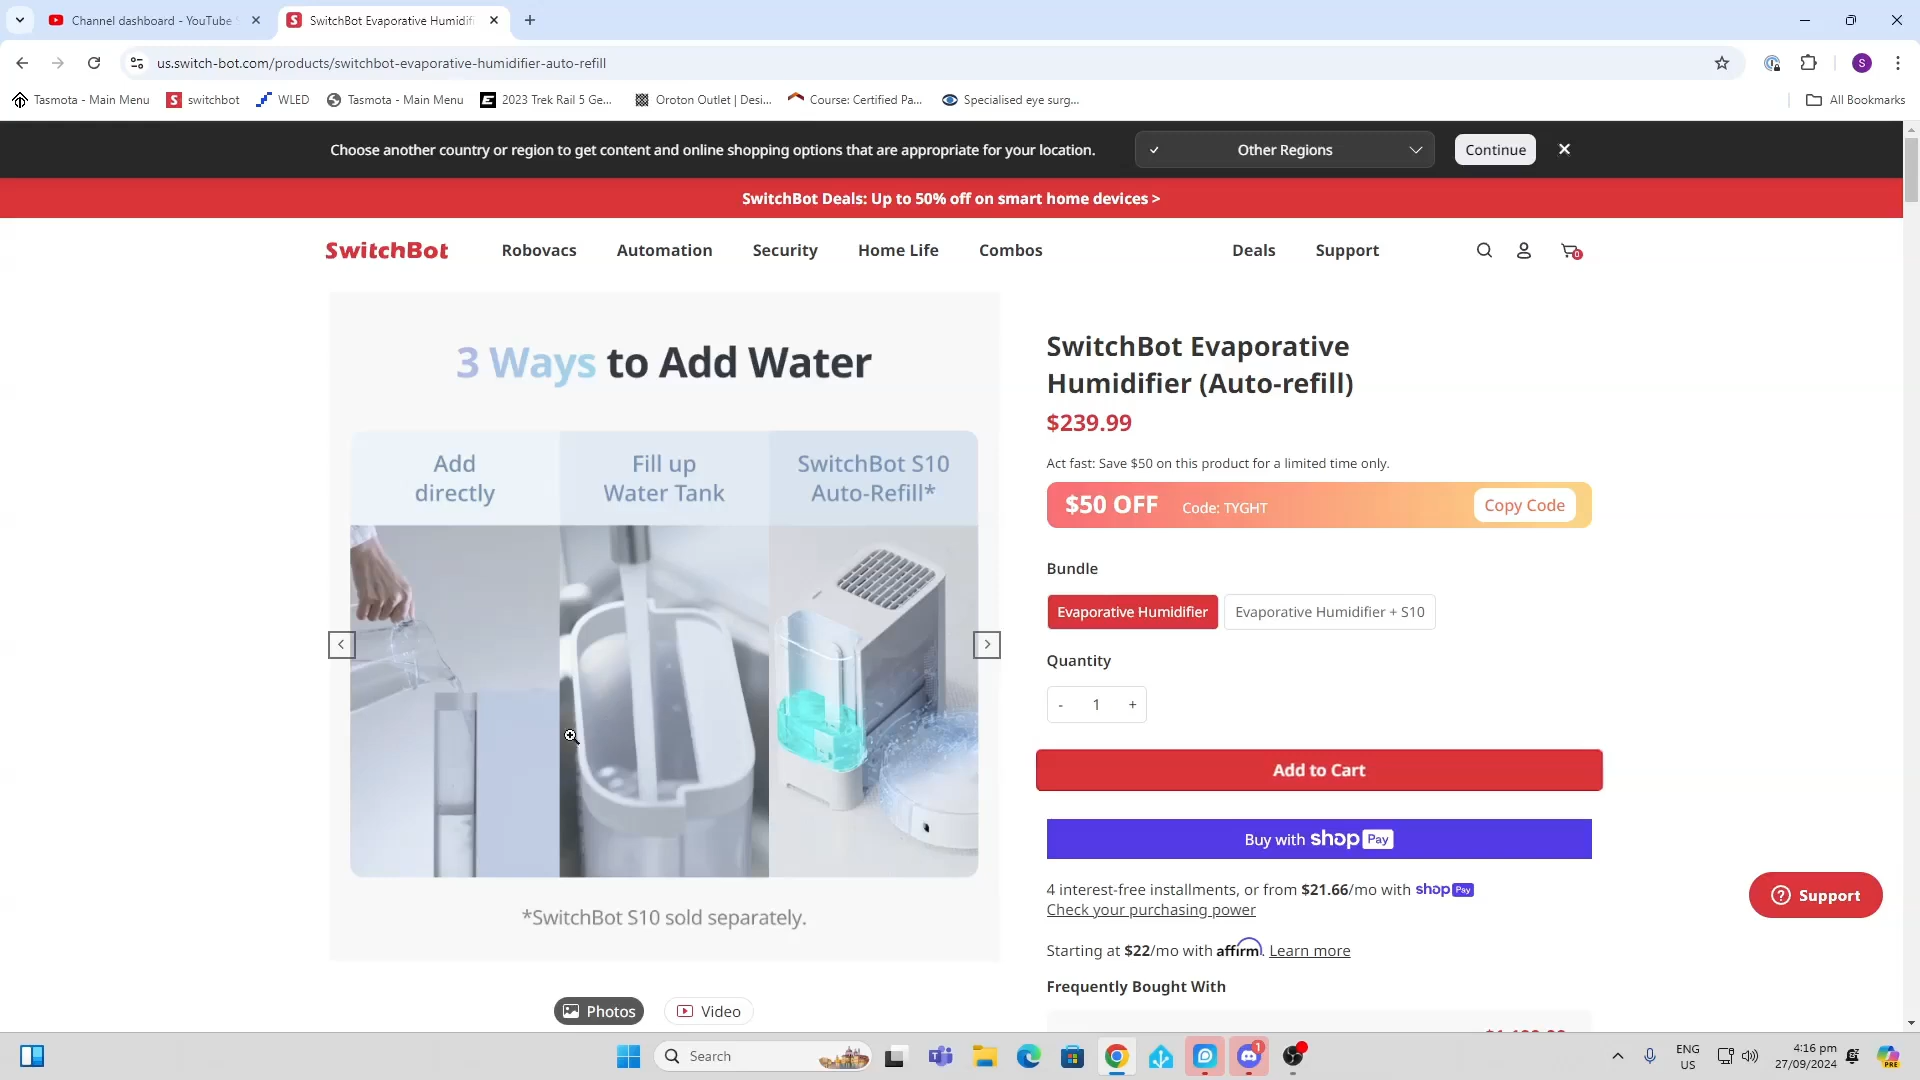 Channel dashboard - YouTube
SwitchBot Evaporative Humidifi
us.switch-bot.com/products/switchbot-evaporative-humidifier-auto-refill
S
Tasmota - Main Menu
switchbot
WLED
Tasmota - Main Menu
2023 Trek Rail 5 Ge...
Oroton Outlet | Desi...
Course: Certified Pa...
Specialised eye surg...
All Bookmarks
Choose another country or region to get content and online shopping options that are appropriate for your location.
Other Regions
Continue
SwitchBot Deals: Up to 50% off on smart home devices >
SwitchBot
Robovacs
Automation
Security
Home Life
Combos
Deals
Support
0
3 Ways to Add Water
Add
directly
Fill up
Water Tank
SwitchBot S10
Auto-Refill*
*SwitchBot S10 sold separately.
Photos
Video
SwitchBot Evaporative
Humidifier (Auto-refill)
$239.99
Act fast: Save $50 on this product for a limited time only.
$50 OFF Code: TYGHT
Copy Code
Bundle
Evaporative Humidifier
Evaporative Humidifier + S10
Quantity
- 1 +
Add to Cart
Buy with shop Pay
4 interest-free installments, or from $21.66/mo with shop Pay
Check your purchasing power
Starting at $22/mo with affirm. Learn more
Frequently Bought With
Support
Search
1
ENG
US
4:16 pm
27/09/2024
PRE